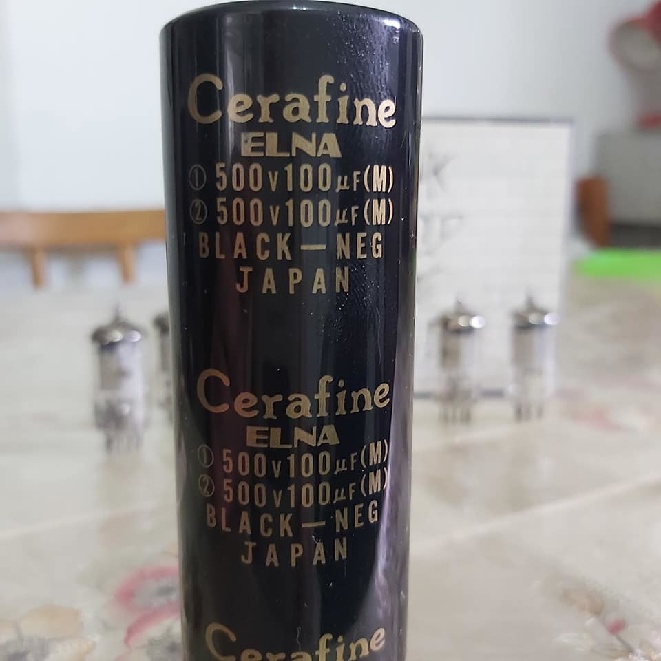 Cerafine
ELNA
① 500V100µF(M)
② 500V100µF(M)
BLACK—NEG
JAPAN
Cerafine
ELNA
① 500V100µF(M)
② 500V100µF(M)
BLACK—NEG
JAPAN
Cerafine